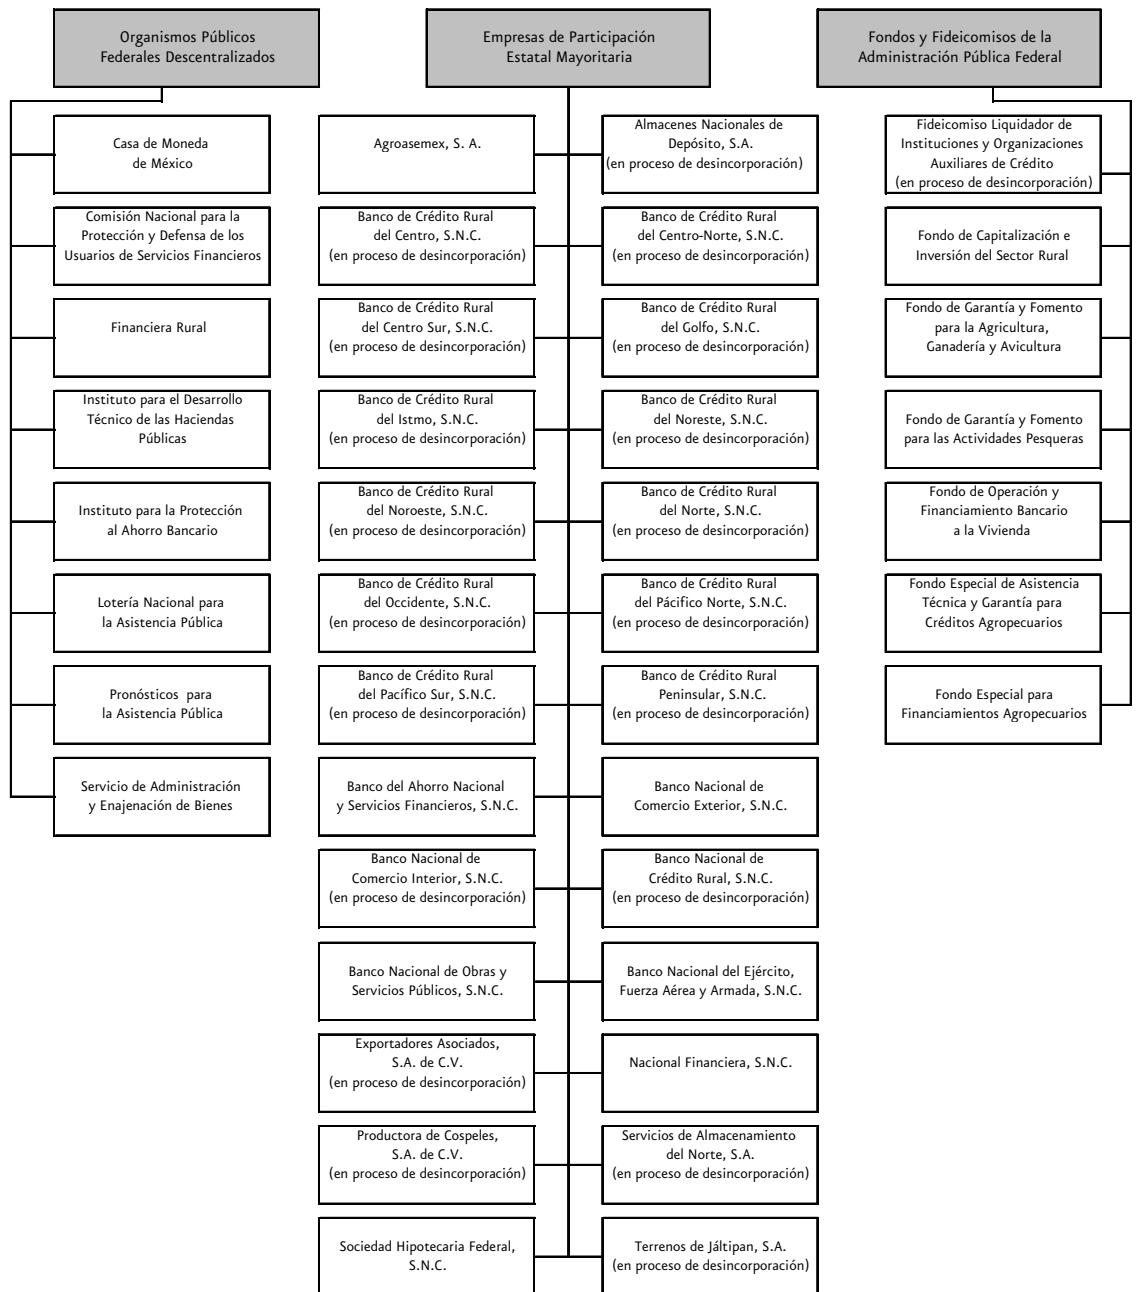 Organismos Públicos
Federales Descentralizados
Casa de Moneda
de México
Comisión Nacional para la
Protección y Defensa de los
Usuarios de Servicios Financieros
Financiera Rural
Instituto para el Desarrollo
Técnico de las Haciendas
Públicas
Instituto para la Protección
al Ahorro Bancario
Lotería Nacional para
la Asistencia Pública
Pronósticos para
la Asistencia Pública
Servicio de Administración
y Enajenación de Bienes
Empresas de Participación
Estatal Mayoritaria
Agroasemex, S. A.
Almacenes Nacionales de
Depósito, S.A.
(en proceso de desincorporación)
Banco de Crédito Rural
del Centro, S.N.C.
(en proceso de desincorporación)
Banco de Crédito Rural
del Centro-Norte, S.N.C.
(en proceso de desincorporación)
Banco de Crédito Rural
del Centro Sur, S.N.C.
(en proceso de desincorporación)
Banco de Crédito Rural
del Golfo, S.N.C.
(en proceso de desincorporación)
Banco de Crédito Rural
del Istmo, S.N.C.
(en proceso de desincorporación)
Banco de Crédito Rural
del Noreste, S.N.C.
(en proceso de desincorporación)
Banco de Crédito Rural
del Noroeste, S.N.C.
(en proceso de desincorporación)
Banco de Crédito Rural
del Norte, S.N.C.
(en proceso de desincorporación)
Banco de Crédito Rural
del Occidente, S.N.C.
(en proceso de desincorporación)
Banco de Crédito Rural
del Pácifico Norte, S.N.C.
(en proceso de desincorporación)
Banco de Crédito Rural
del Pacífico Sur, S.N.C.
(en proceso de desincorporación)
Banco de Crédito Rural
Peninsular, S.N.C.
(en proceso de desincorporación)
Banco del Ahorro Nacional
y Servicios Financieros, S.N.C.
Banco Nacional de
Comercio Exterior, S.N.C.
Banco Nacional de
Comercio Interior, S.N.C.
(en proceso de desincorporación)
Banco Nacional de
Crédito Rural, S.N.C.
(en proceso de desincorporación)
Banco Nacional de Obras y
Servicios Públicos, S.N.C.
Banco Nacional del Ejército,
Fuerza Aérea y Armada, S.N.C.
Exportadores Asociados,
S.A. de C.V.
(en proceso de desincorporación)
Nacional Financiera, S.N.C.
Productora de Cospeles,
S.A. de C.V.
(en proceso de desincorporación)
Servicios de Almacenamiento
del Norte, S.A.
(en proceso de desincorporación)
Sociedad Hipotecaria Federal,
S.N.C.
Terrenos de Jáltipan, S.A.
(en proceso de desincorporación)
Fondos y Fideicomisos de la
Administración Pública Federal
Fideicomiso Liquidador de
Instituciones y Organizaciones
Auxiliares de Crédito
(en proceso de desincorporación)
Fondo de Capitalización e
Inversión del Sector Rural
Fondo de Garantía y Fomento
para la Agricultura,
Ganadería y Avicultura
Fondo de Garantía y Fomento
para las Actividades Pesqueras
Fondo de Operación y
Financiamiento Bancario
a la Vivienda
Fondo Especial de Asistencia
Técnica y Garantía para
Créditos Agropecuarios
Fondo Especial para
Financiamientos Agropecuarios